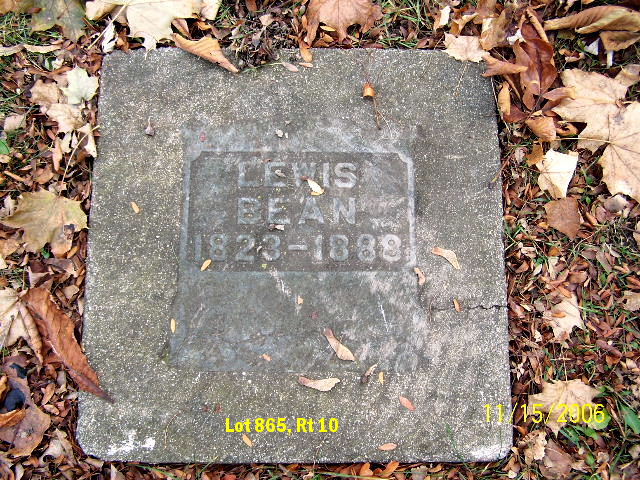 LEWIS
BEAN
1823-1888
Lot 865, Rt 10
11/15/2006